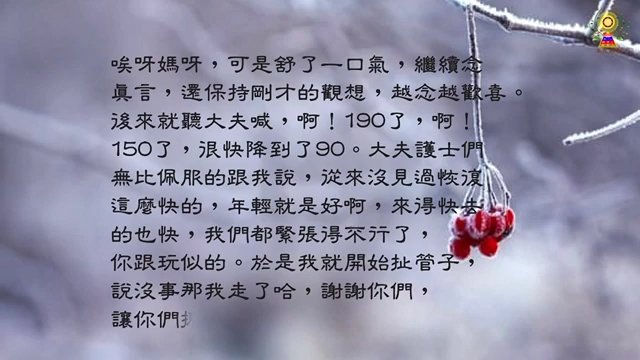 唉呀媽呀，可是舒了一口氣，繼續念
真言，還保持剛才的觀想，越念越歡喜。
後來就聽大夫喊，啊！190了，啊！
150了，很快降到了90。大夫護士們
無比佩服的跟我說，從來沒見過恢復
這麼快的，年輕就是好啊，來得快去
的也快，我們都緊張得不行了，
你跟玩似的。於是我就開始扯管子，
說沒事那我走了哈，謝謝你們，
讓你們